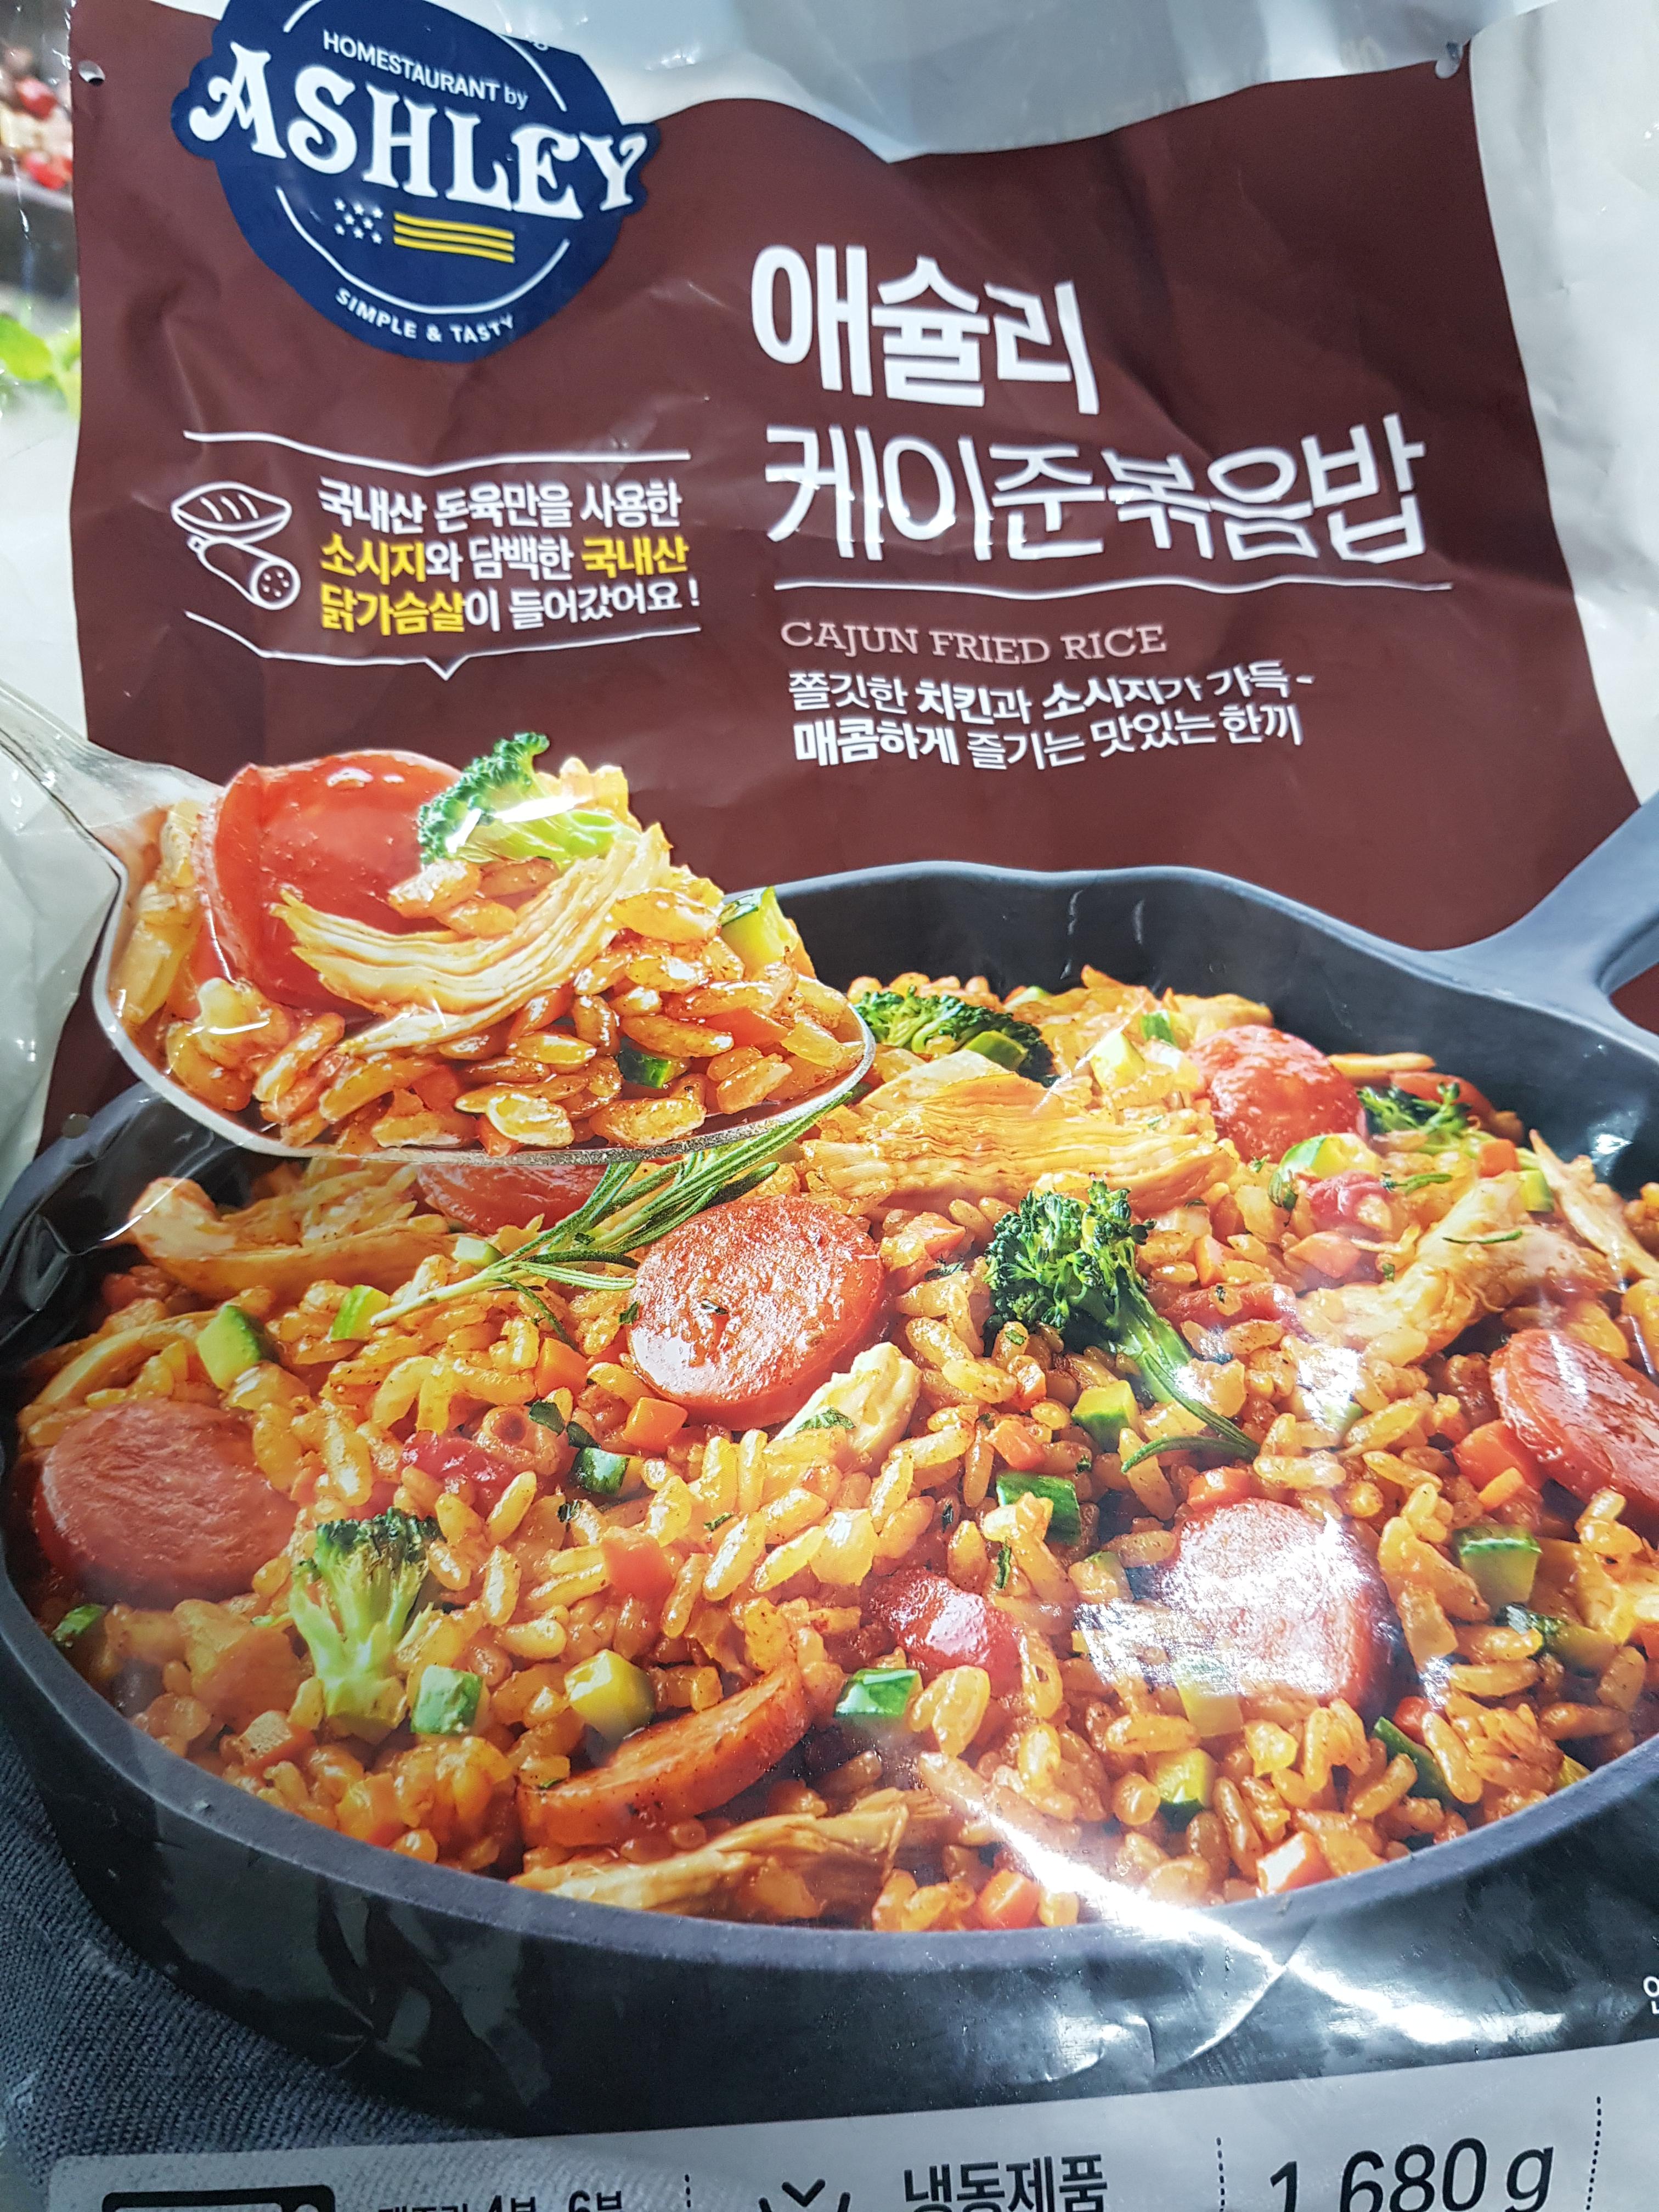 HOMESTAURANT by
ASHLEY
SIMPLE & TASTY
애슐리
케이준볶음밥
CAJUN FRIED RICE
쫄깃한 치킨과 소시지가 가득-
매콤하게 즐기는 맛있는 한끼
국내산 돈육만을 사용한
소시지와 담백한 국내산
닭가슴살이 들어갔어요!
냉동제품
1,680g